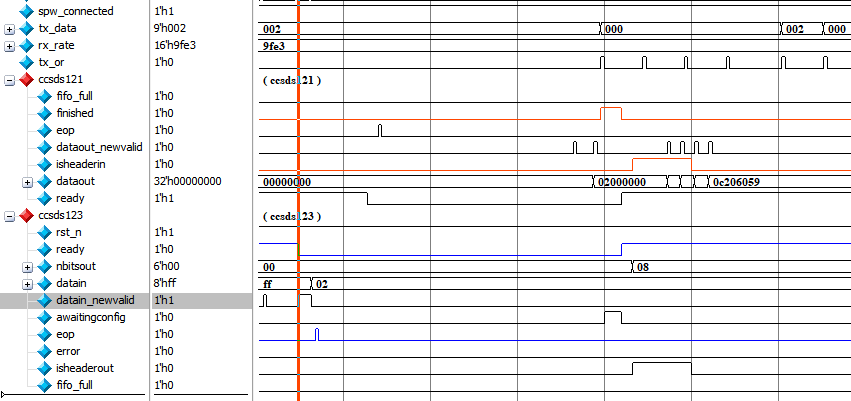 spw_connected 1'h1
tx_data 9'h002 002 000 002 000
rx_rate 16'h9fe3 9fe3
tx_or 1'h0
ccsds121 ( ccsds121 )
fifo_full 1'h0
finished 1'h0
eop 1'h0
dataout_newvalid 1'h0
isheaderin 1'h0
dataout 32'h00000000 00000000 02000000 0c206059
ready 1'h1
ccsds123 ( ccsds123 )
rst_n 1'h1
ready 1'h0
nbitsout 6'h00 00 08
datain 8'hff ff 02
datain_newvalid 1'h1
awaitingconfig 1'h0
eop 1'h0
error 1'h0
isheaderout 1'h0
fifo_full 1'h0